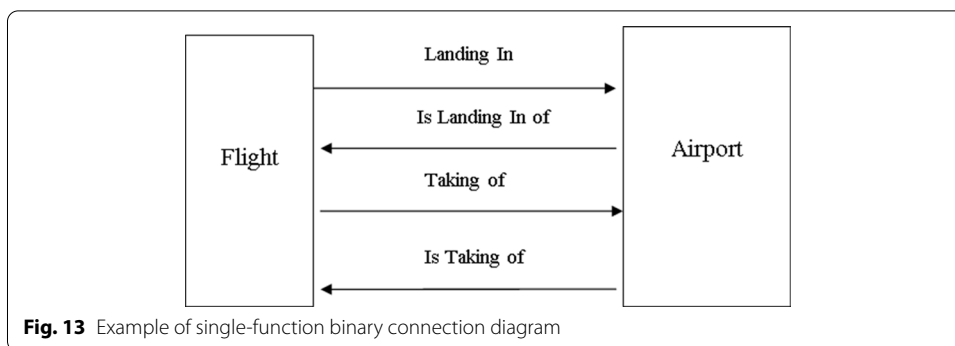 Landing In
Is Landing In of
Flight
Airport
Taking of
Is Taking of
Fig. 13 Example of single-function binary connection diagram